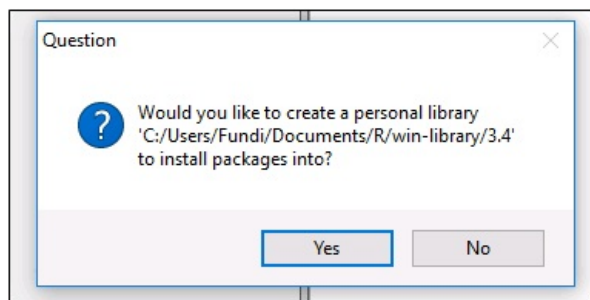 Question
Would you like to create a personal library
'C:/Users/Fundi/Documents/R/win-library/3.4'
to install packages into?
Yes
No